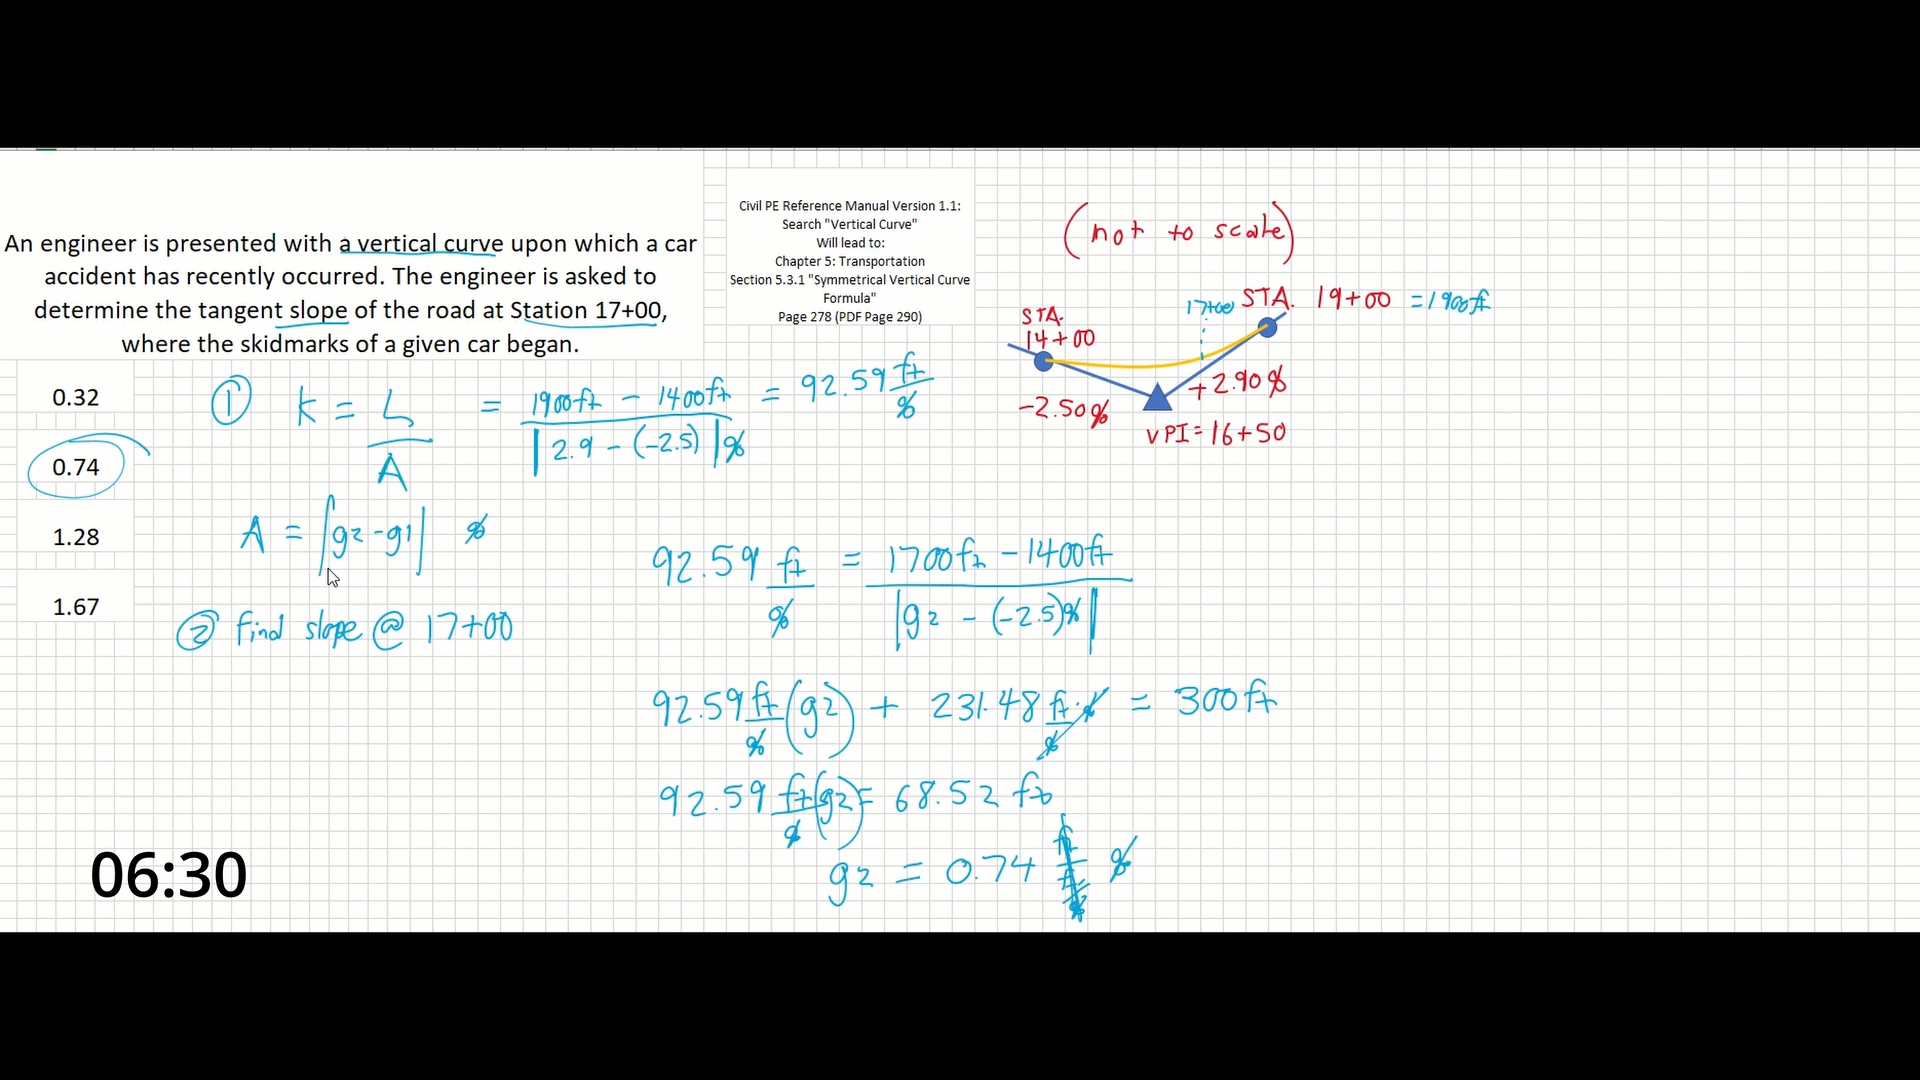 An engineer is presented with a vertical curve upon which a car
accident has recently occurred. The engineer is asked to
determine the tangent slope of the road at Station 17+00,
where the skidmarks of a given car began.
0.32
0.74
1.28
1.67
Civil PE Reference Manual Version 1.1:
Search "Vertical Curve"
Will lead to:
Chapter 5: Transportation
Section 5.3.1 "Symmetrical Vertical Curve
Formula"
Page 278 (PDF Page 290)
(not to scale)
STA.
14+00
17+00
STA. 19+00 = 1900ft
-2.50%
+2.90%
VPI = 16+50
① K = L/A = (1900ft - 1400ft)/|2.9 - (-2.5)|% = 92.59 ft/%
A = |g2 - g1| %
② Find slope @ 17+00
92.59 ft/% = (1700ft - 1400ft)/|g2 - (-2.5)%|
92.59 ft/% (g2) + 231.48 ft·%/% = 300ft
92.59 ft/% (g2) = 68.52 ft
g2 = 0.74 %
06:30